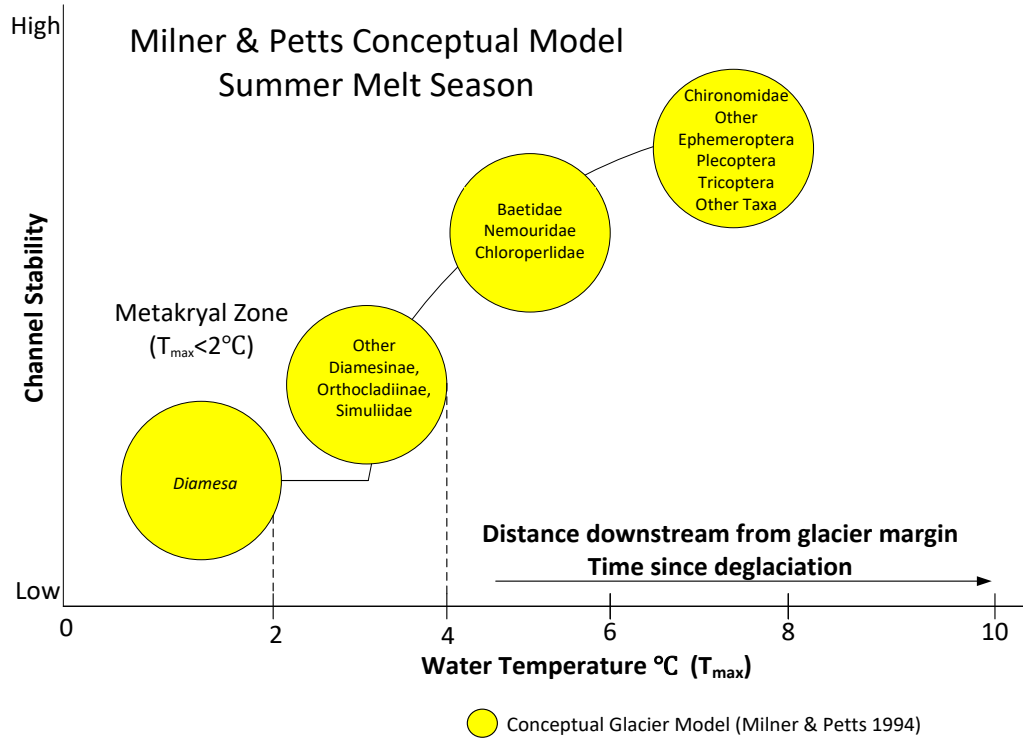 High
Milner & Petts Conceptual Model
Summer Melt Season
Chironomidae
Other
Ephemeroptera
Plecoptera
Tricoptera
Other Taxa
Baetidae
Nemouridae
Chloroperlidae
Channel Stability
Metakryal Zone
(Tmax<2℃)
Other
Diamesinae,
Orthocladiinae,
Simuliidae
Diamesa
Distance downstream from glacier margin
Time since deglaciation
Low
0
2
4
6
8
10
Water Temperature ℃ (Tmax)
Conceptual Glacier Model (Milner & Petts 1994)